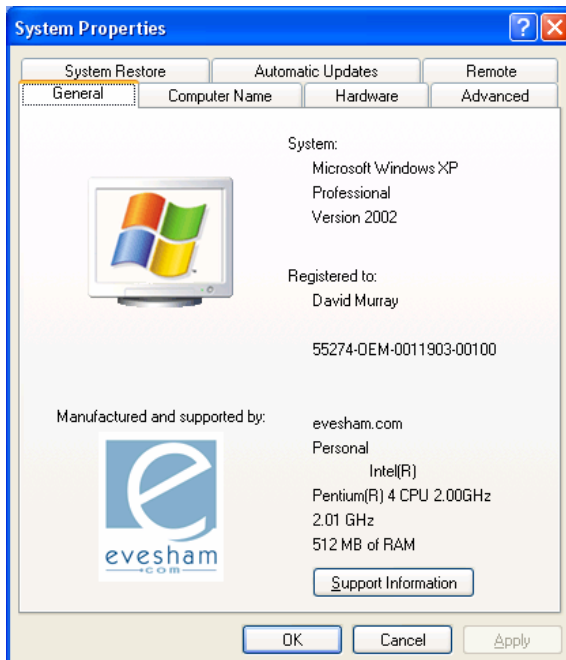 System Properties
System Restore Automatic Updates Remote
General Computer Name Hardware Advanced
System:
Microsoft Windows XP
Professional
Version 2002
Registered to:
David Murray
55274-OEM-0011903-00100
Manufactured and supported by:
e
evesham
.com
evesham.com
Personal
Intel(R)
Pentium(R) 4 CPU 2.00GHz
2.01 GHz
512 MB of RAM
Support Information
OK Cancel Apply